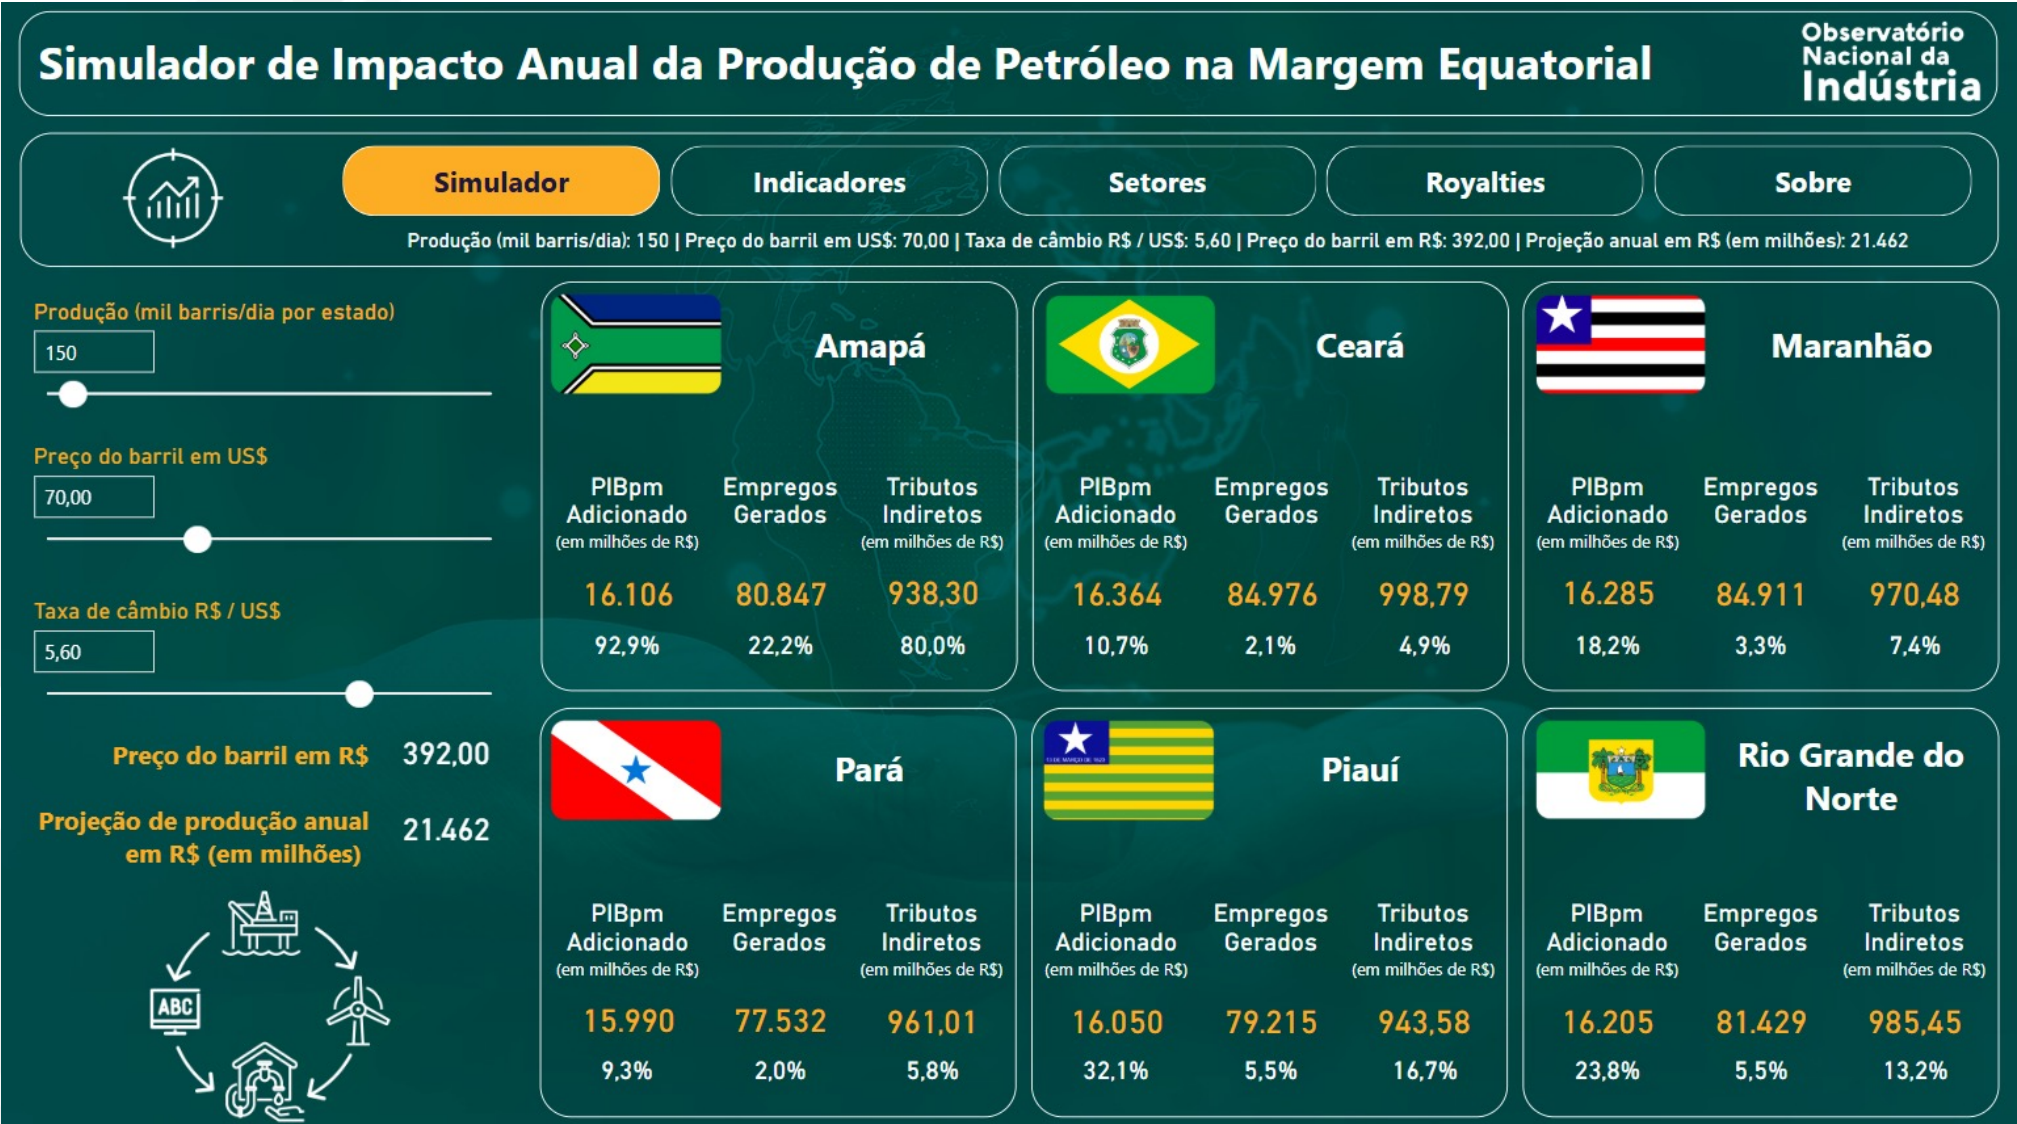 Simulador de Impacto Anual da Produção de Petróleo na Margem Equatorial
Observatório
Nacional da
Indústria
Simulador
Indicadores
Setores
Royalties
Sobre
Produção (mil barris/dia): 150 | Preço do barril em US$: 70,00 | Taxa de câmbio R$ / US$: 5,60 | Preço do barril em R$: 392,00 | Projeção anual em R$ (em milhões): 21.462
Produção (mil barris/dia por estado)
150
Preço do barril em US$
70,00
Taxa de câmbio R$ / US$
5,60
Preço do barril em R$ 392,00
Projeção de produção anual
em R$ (em milhões)
21.462
ABC
Amapá
PIBpm
Adicionado
(em milhões de R$)
16.106
92,9%
Empregos
Gerados
80.847
22,2%
Tributos
Indiretos
(em milhões de R$)
938,30
80,0%
Ceará
PIBpm
Adicionado
(em milhões de R$)
16.364
10,7%
Empregos
Gerados
84.976
2,1%
Tributos
Indiretos
(em milhões de R$)
998,79
4,9%
Maranhão
PIBpm
Adicionado
(em milhões de R$)
16.285
18,2%
Empregos
Gerados
84.911
3,3%
Tributos
Indiretos
(em milhões de R$)
970,48
7,4%
Pará
PIBpm
Adicionado
(em milhões de R$)
15.990
9,3%
Empregos
Gerados
77.532
2,0%
Tributos
Indiretos
(em milhões de R$)
961,01
5,8%
Piauí
PIBpm
Adicionado
(em milhões de R$)
16.050
32,1%
Empregos
Gerados
79.215
5,5%
Tributos
Indiretos
(em milhões de R$)
943,58
16,7%
Rio Grande do
Norte
PIBpm
Adicionado
(em milhões de R$)
16.205
23,8%
Empregos
Gerados
81.429
5,5%
Tributos
Indiretos
(em milhões de R$)
985,45
13,2%